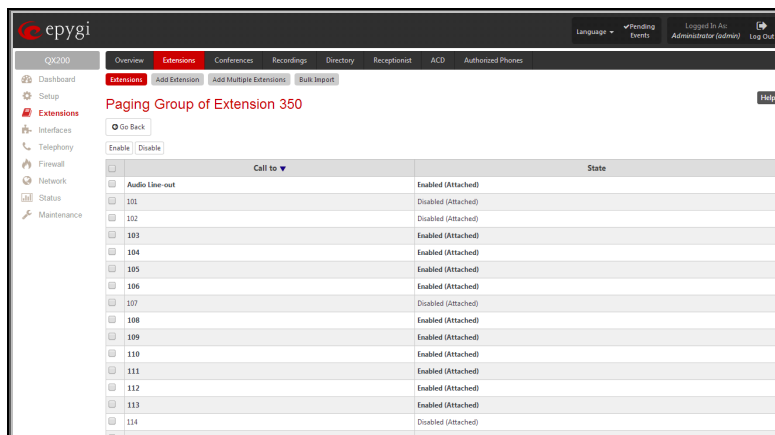 epygi
Language
Pending Events
Logged In As:
Administrator (admin)
Log Out
QX200
Overview Extensions Conferences Recordings Directory Receptionist ACD Authorized Phones
Dashboard
Setup
Extensions
Interfaces
Telephony
Firewall
Network
Status
Maintenance
Extensions Add Extension Add Multiple Extensions Bulk Import
Paging Group of Extension 350
Help
Go Back
Enable Disable
Call to State
Audio Line-out Enabled (Attached)
101 Disabled (Attached)
102 Disabled (Attached)
103 Enabled (Attached)
104 Enabled (Attached)
105 Enabled (Attached)
106 Enabled (Attached)
107 Disabled (Attached)
108 Enabled (Attached)
109 Enabled (Attached)
110 Enabled (Attached)
111 Enabled (Attached)
112 Enabled (Attached)
113 Enabled (Attached)
114 Disabled (Attached)